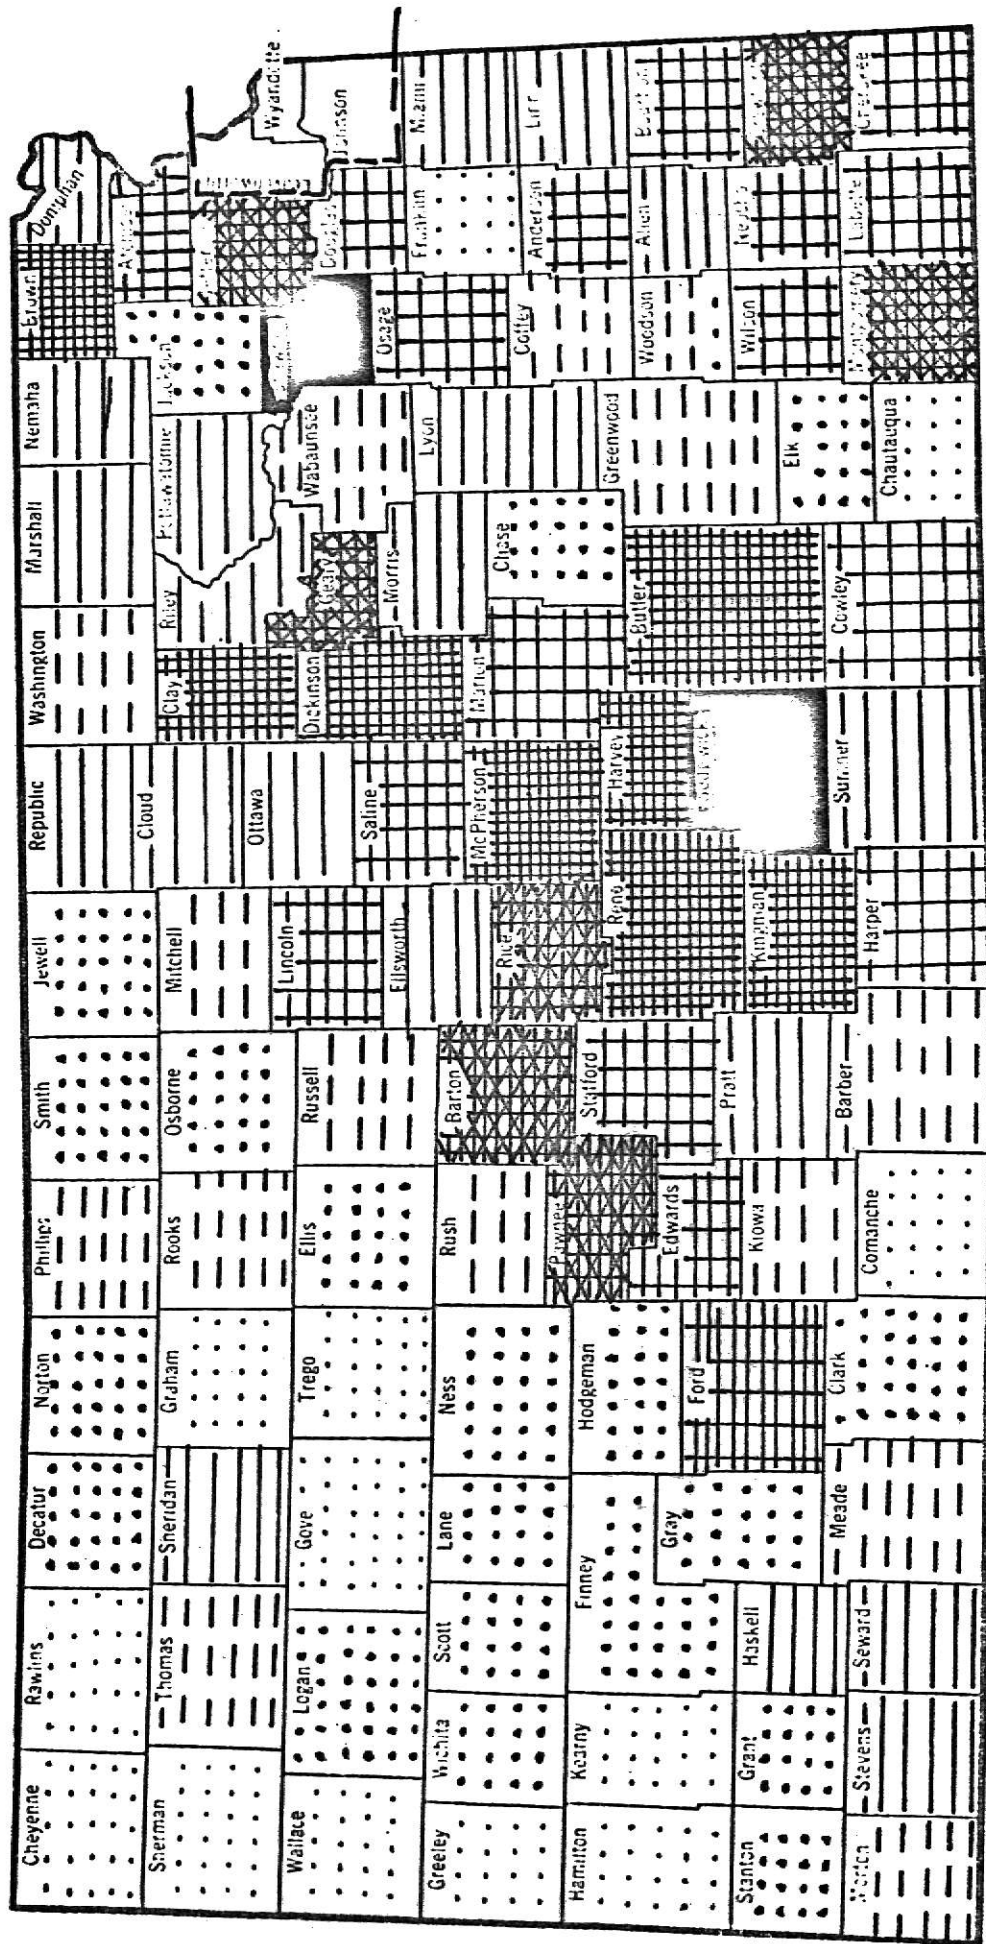 Cheyenne
Rawlins
Decatur
Norton
Phillips
Smith
Jewell
Republic
Washington
Marshall
Nemaha
Brown
Doniphan
Sherman
Thomas
Sheridan
Graham
Rooks
Osborne
Mitchell
Cloud
Clay
Riley
Pottawatomie
Jackson
Wallace
Logan
Gove
Trego
Ellis
Russell
Lincoln
Ottawa
Dickinson
Geary
Wabaunsee
Douglas
Johnson
Wyandotte
Greeley
Wichita
Scott
Lane
Ness
Rush
Barton
Ellsworth
Saline
Morris
Lyon
Osage
Franklin
Miami
Hamilton
Kearny
Finney
Hodgeman
Pawnee
Stafford
Rice
McPherson
Marion
Chase
Coffey
Anderson
Linn
Stanton
Grant
Haskell
Gray
Ford
Edwards
Kiowa
Pratt
Reno
Harvey
Butler
Greenwood
Woodson
Allen
Bourbon
Morton
Stevens
Seward
Meade
Clark
Comanche
Barber
Kingman
Harper
Sedgwick
Sumner
Cowley
Elk
Chautauqua
Wilson
Montgomery
Neosho
Labette
Cherokee